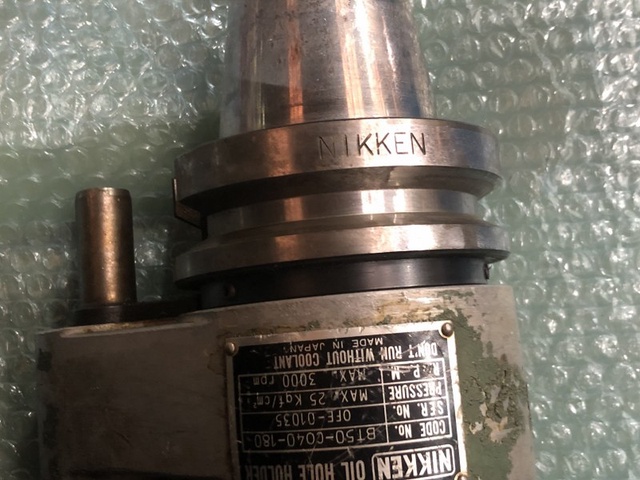 NIKKEN
NIKKEN OIL HOLE HOLDER
CODE No. BT50-CO40-180
SER. No. OFE-01035
PRESSURE MAX. 25 Kgf/cm²
R. P. M. MAX. 3000 rpm
DON'T RUN WITHOUT COOLANT
MADE IN JAPAN